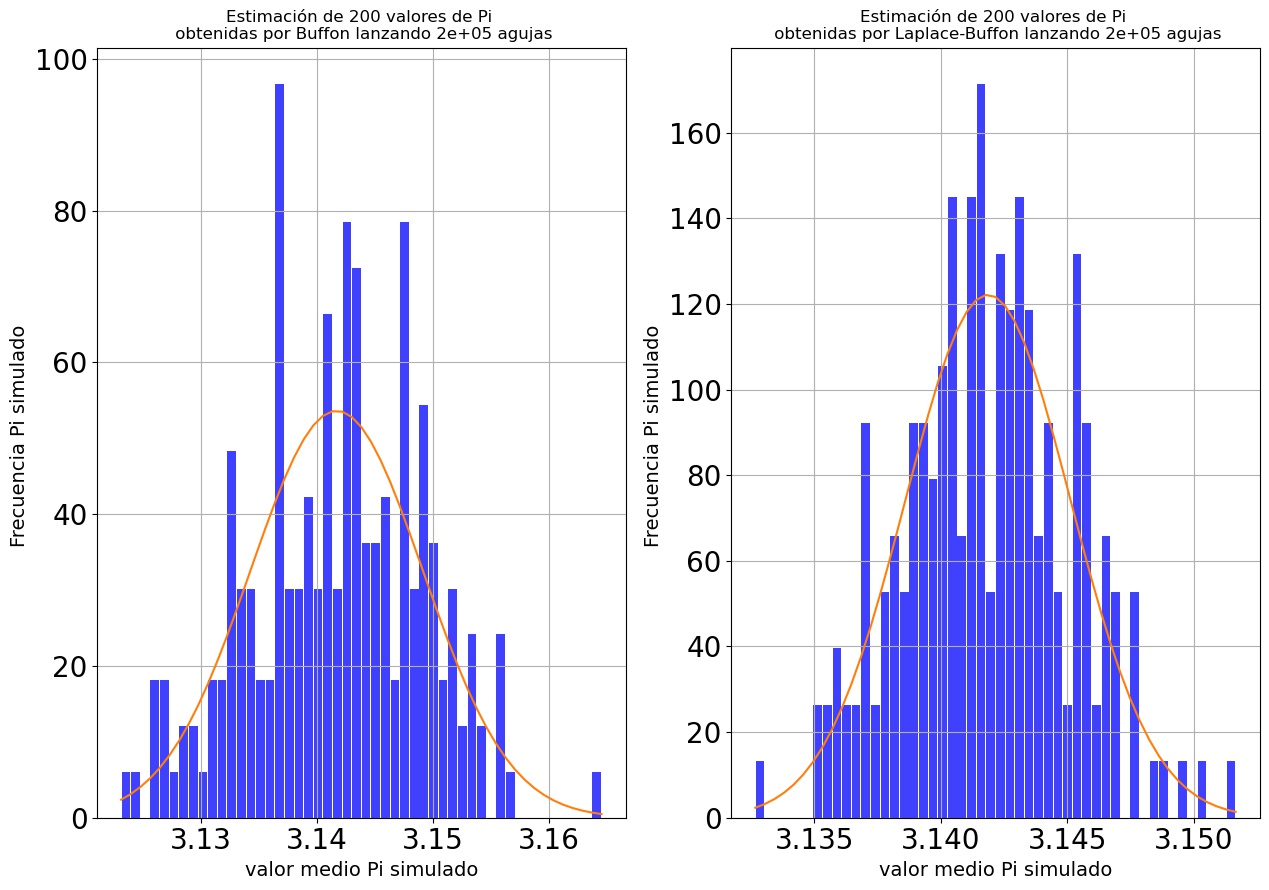 Estimación de 200 valores de Pi
obtenidas por Buffon lanzando 2e+05 agujas
100
80
60
40
20
0
3.13
3.14
3.15
3.16
Frecuencia Pi simulado
valor medio Pi simulado
Estimación de 200 valores de Pi
obtenidas por Laplace-Buffon lanzando 2e+05 agujas
160
140
120
100
80
60
40
20
0
3.135
3.140
3.145
3.150
Frecuencia Pi simulado
valor medio Pi simulado